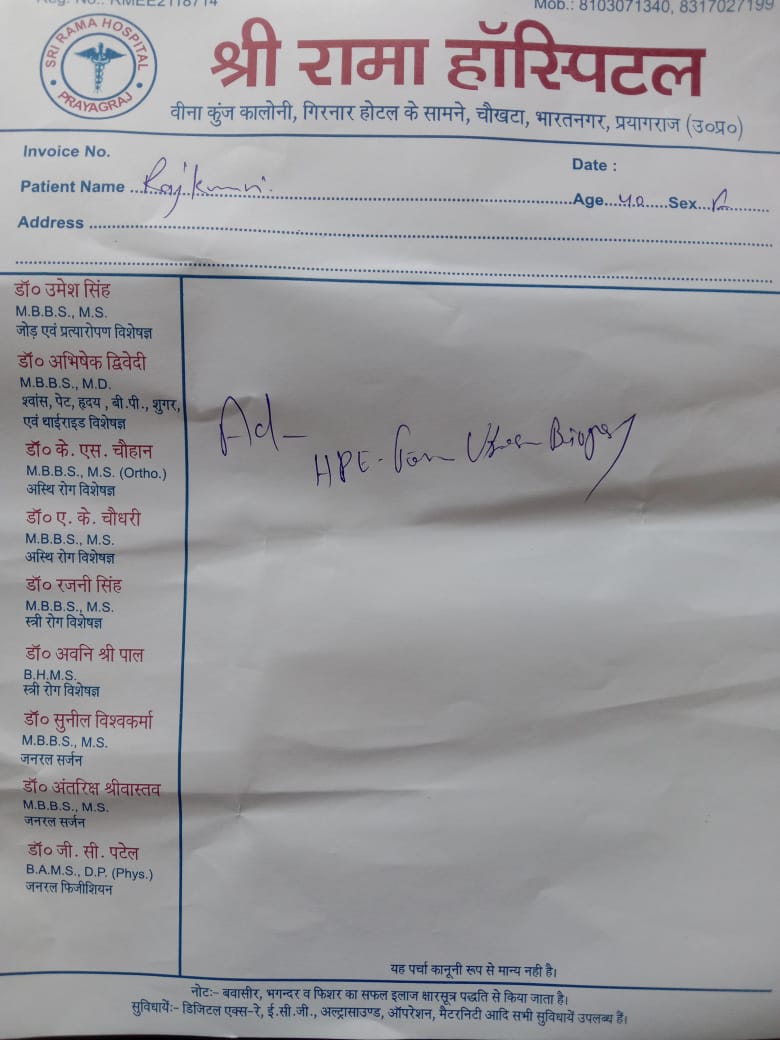 Mob.: 8103071340, 8317027199
SRI RAMA HOSPITAL
PRAYAGRAJ
श्री रामा हॉस्पिटल
वीना कुंज कालोनी, गिरनार होटल के सामने, चौखटा, भारतनगर, प्रयागराज (उ०प्र०)
Invoice No.
Date :
Patient Name
Age...40.....Sex...
Address
डॉ० उमेश सिंह
M.B.B.S., M.S.
जोड़ एवं प्रत्यारोपण विशेषज्ञ
डॉ० अभिषेक द्विवेदी
M.B.B.S., M.D.
श्वांस, पेट, हृदय , बी.पी., शुगर,
एवं थाईराइड विशेषज्ञ
Ad-
HPE - Biopsy
डॉ० के. एस. चौहान
M.B.B.S., M.S. (Ortho.)
अस्थि रोग विशेषज्ञ
डॉ० ए. के. चौधरी
M.B.B.S., M.S.
अस्थि रोग विशेषज्ञ
डॉ० रजनी सिंह
M.B.B.S., M.S.
स्त्री रोग विशेषज्ञ
डॉ० अवनि श्री पाल
B.H.M.S.
स्त्री रोग विशेषज्ञ
डॉ० सुनील विश्वकर्मा
M.B.B.S., M.S.
जनरल सर्जन
डॉ० अंतरिक्ष श्रीवास्तव
M.B.B.S., M.S.
जनरल सर्जन
डॉ० जी. सी. पटेल
B.A.M.S., D.P. (Phys.)
जनरल फिजीशियन
यह पर्चा कानूनी रूप से मान्य नही है।
नोटः- बवासीर, भगन्दर व फिशर का सफल इलाज क्षारसूत्र पद्धति से किया जाता है।
सुविधायेंः- डिजिटल एक्स-रे, ई.सी.जी., अल्ट्रासाउण्ड, ऑपरेशन, मैटरनिटी आदि सभी सुविधायें उपलब्ध हैं।